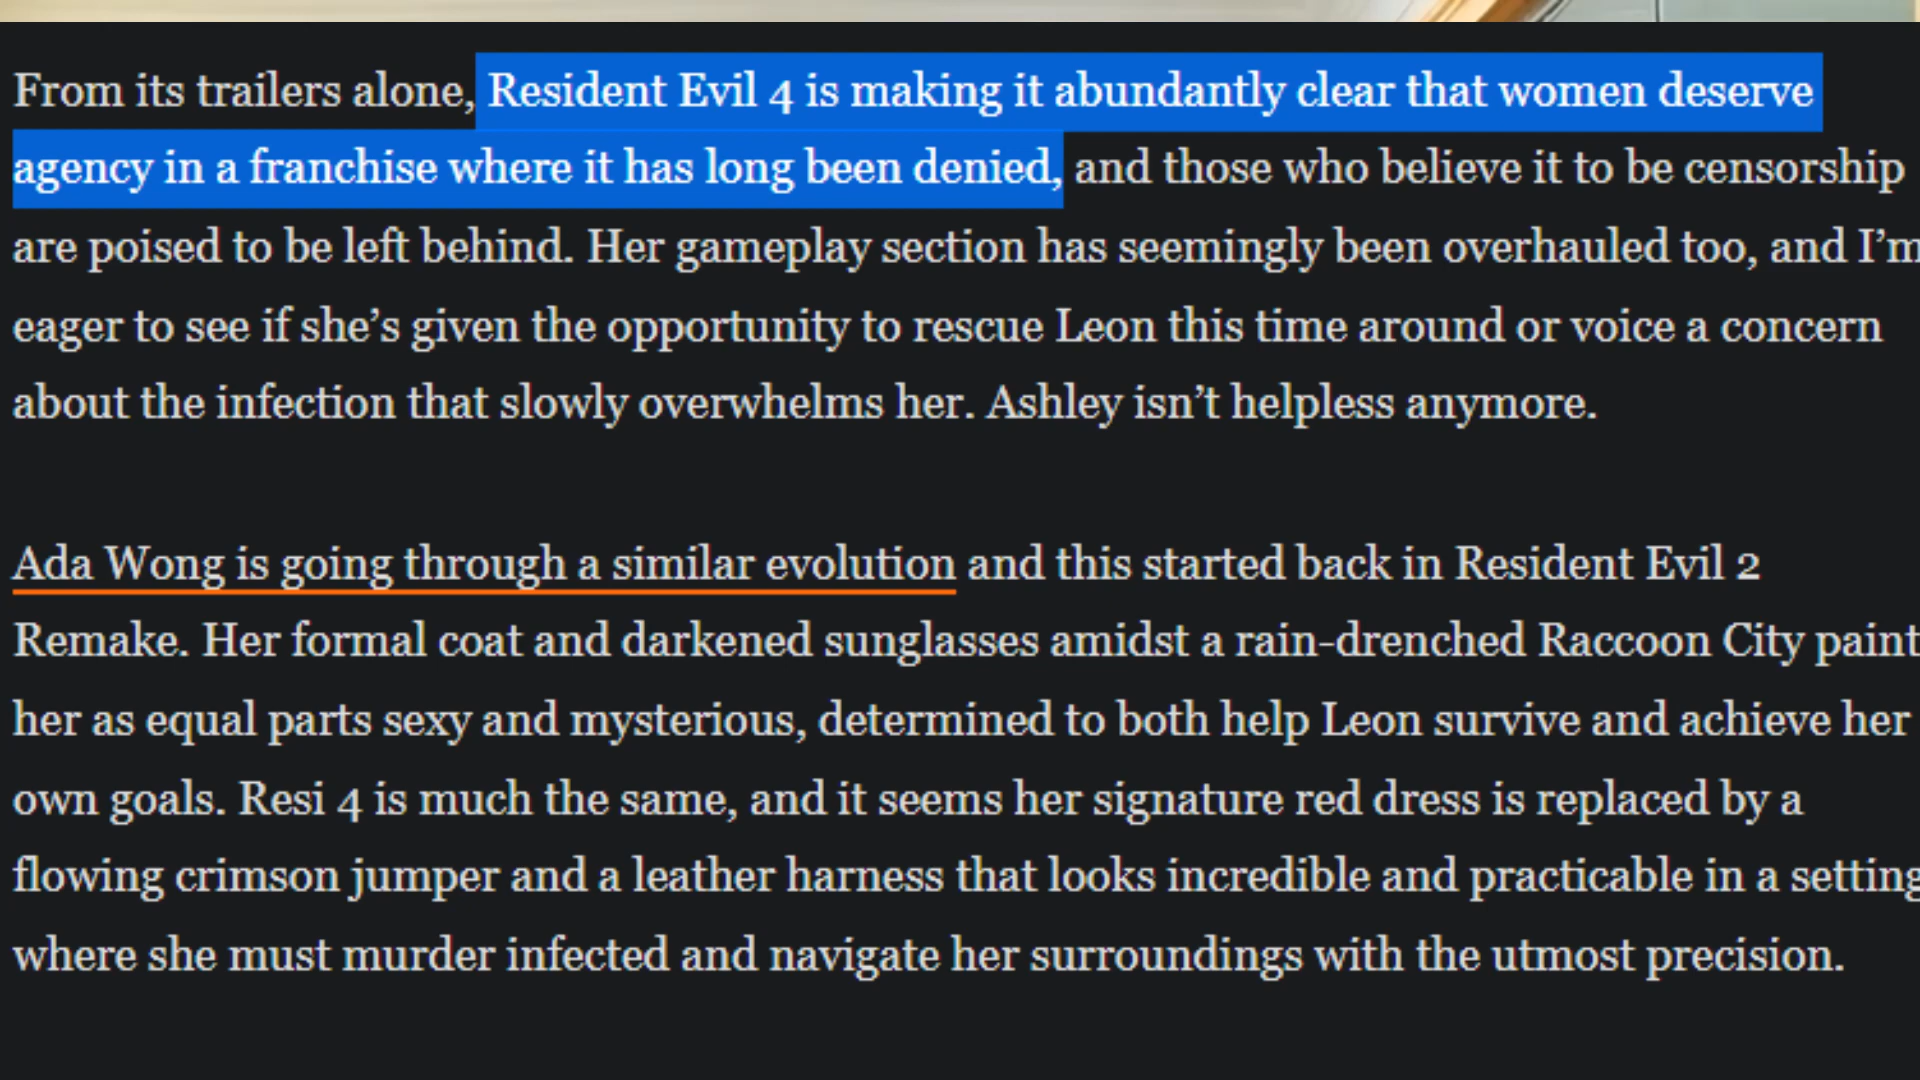 From its trailers alone, Resident Evil 4 is making it abundantly clear that women deserve
agency in a franchise where it has long been denied, and those who believe it to be censorship
are poised to be left behind. Her gameplay section has seemingly been overhauled too, and I’m
eager to see if she’s given the opportunity to rescue Leon this time around or voice a concern
about the infection that slowly overwhelms her. Ashley isn’t helpless anymore.
Ada Wong is going through a similar evolution and this started back in Resident Evil 2
Remake. Her formal coat and darkened sunglasses amidst a rain-drenched Raccoon City paint
her as equal parts sexy and mysterious, determined to both help Leon survive and achieve her
own goals. Resi 4 is much the same, and it seems her signature red dress is replaced by a
flowing crimson jumper and a leather harness that looks incredible and practicable in a setting
where she must murder infected and navigate her surroundings with the utmost precision.